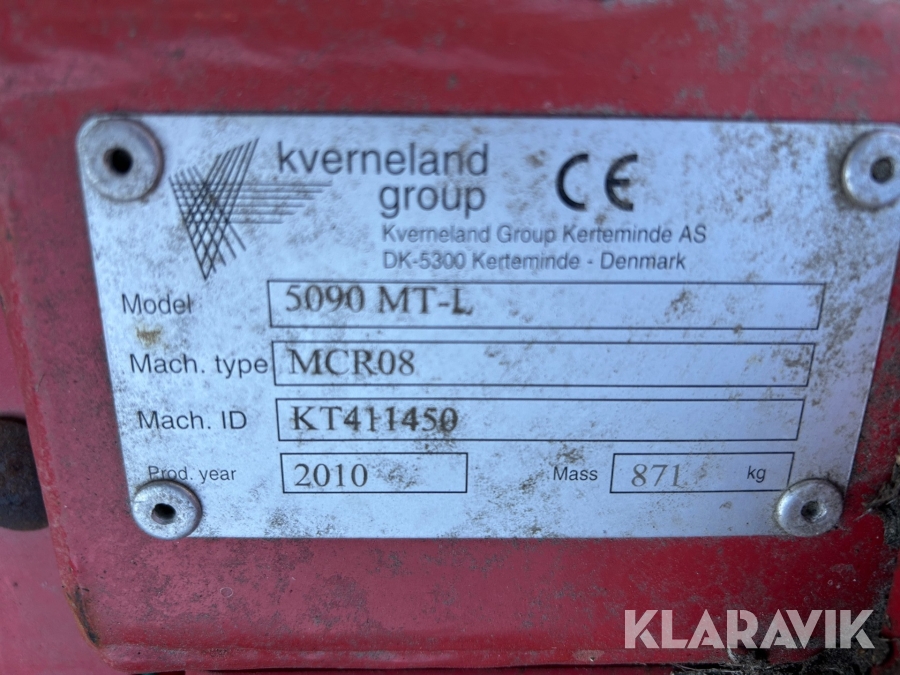 kverneland
group
CE
Kverneland Group Kerteminde AS
DK-5300 Kerteminde - Denmark
Model 5090 MT-L
Mach. type MCR08
Mach. ID KT411450
Prod. year 2010 Mass 871 kg
KLARAVIK